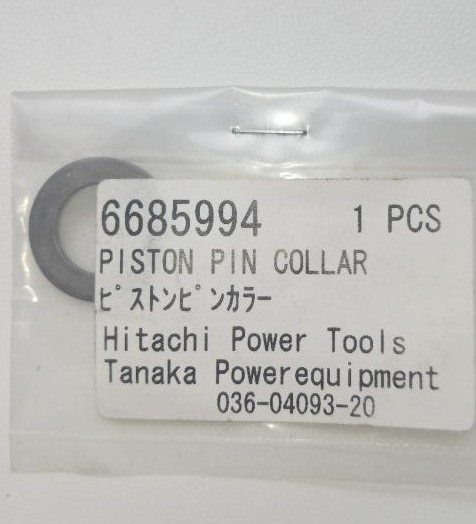 6685994 1 PCS
PISTON PIN COLLAR
ピストンピンカラー
Hitachi Power Tools
Tanaka Powerequipment
036-04093-20